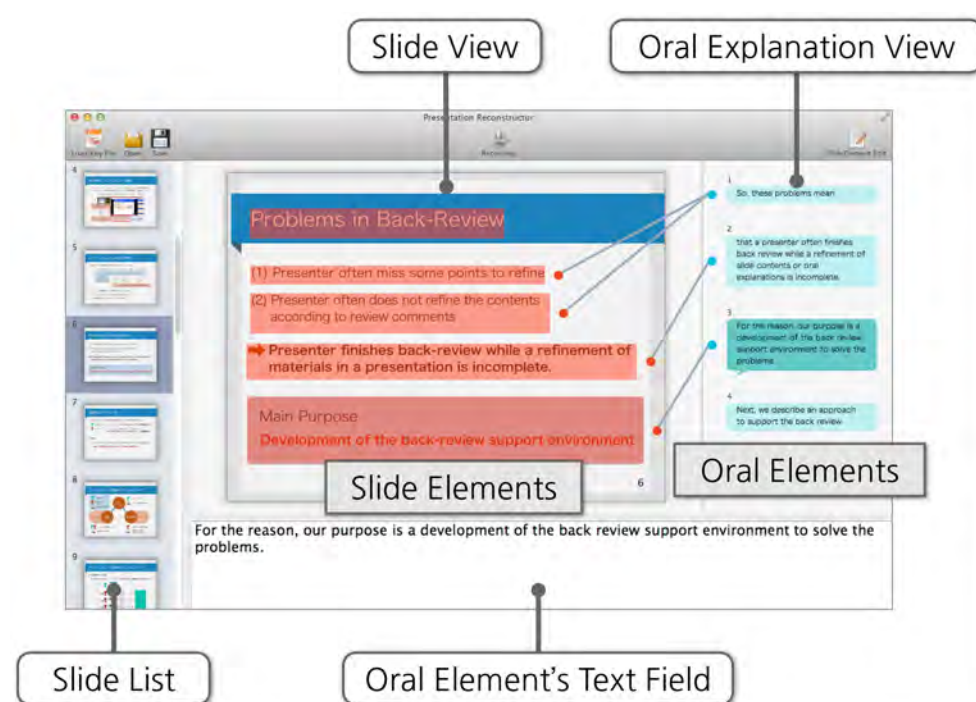 Slide View
Oral Explanation View
Presentation Reconstructor
Open
Save
Recording
Slide Element Edit
4
5
6
7
8
9
Problems in Back-Review
(1) Presenter often miss some points to refine
(2) Presenter often does not refine the contents
according to review comments
➡ Presenter finishes back-review while a refinement of
materials in a presentation is incomplete.
Main Purpose
Development of the back-review support environment
6
Slide Elements
1
So, these problems mean
2
that a presenter often finishes
back review while a refinement of
slide contents or oral
explanations is incomplete.
3
For the reason, our purpose is a
development of the back review
support environment to solve the
problems.
4
Next, we describe an approach
to support the back review
Oral Elements
For the reason, our purpose is a development of the back review support environment to solve the
problems.
Slide List
Oral Element's Text Field